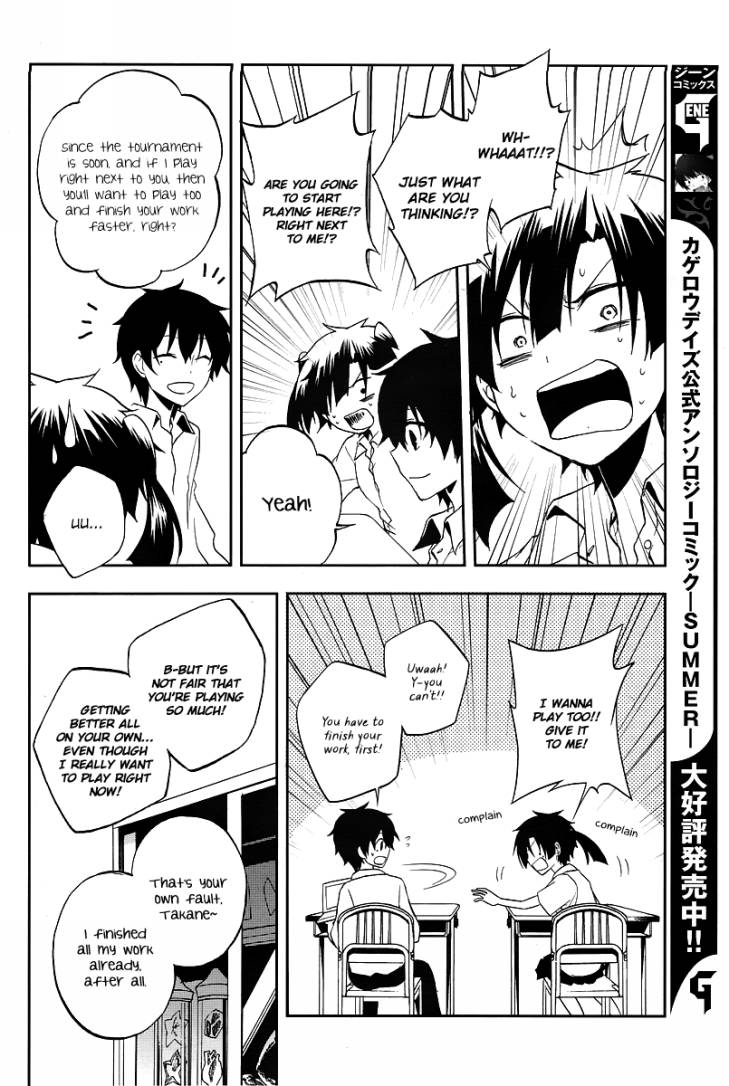 WH-
WHAAAT!!?
JUST WHAT
ARE YOU
THINKING!?
ARE YOU GOING
TO START
PLAYING HERE!?
RIGHT NEXT
TO ME!?
Yeah!
Since the tournament
is soon, and if I play
right next to you then
youll want to play too
and finish your work
faster, right?
uu...
I WANNA
PLAY TOO!!
GIVE IT
TO ME!
Uwaah!
Y-you
can't!!
You have to
finish your
work, first!
complain
complain
B-BUT IT'S
NOT FAIR THAT
YOU'RE PLAYING
SO MUCH!
GETTING
BETTER ALL
ON YOUR OWN...
EVEN THOUGH
I REALLY WANT
TO PLAY RIGHT
NOW!
That's your
own fault,
Takane~
I finished
all my work
already,
after all.
ジーン
コミックス
GENE
カゲロウデイズ公式アンソロジーコミック—SUMMER— 大好評発売中!!
G